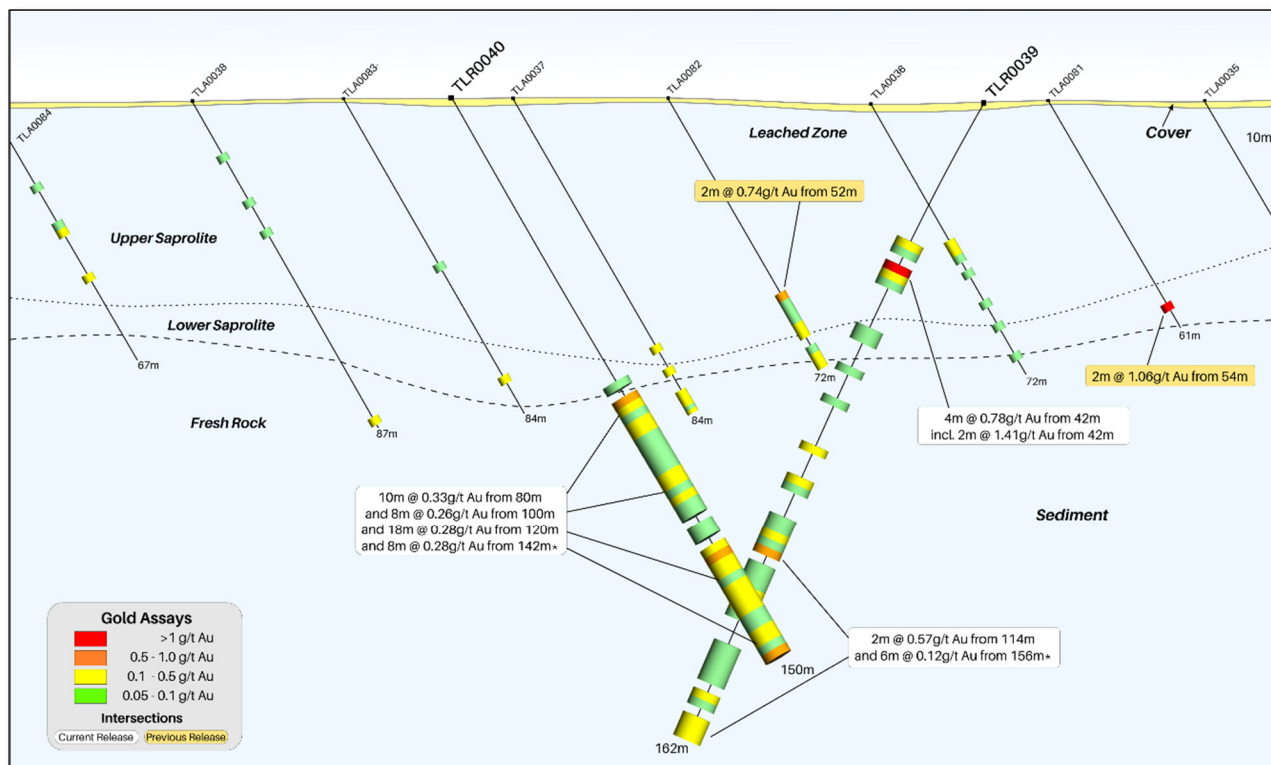 TLA0084
TLA0038
TLA0083
TLR0040
TLA0037
TLA0082
TLA0036
TLR0039
TLA0081
TLA0035
Leached Zone
Cover
10m
2m @ 0.74g/t Au from 52m
Upper Saprolite
Lower Saprolite
67m
61m
72m
72m
2m @ 1.06g/t Au from 54m
84m
84m
87m
Fresh Rock
4m @ 0.78g/t Au from 42m
incl. 2m @ 1.41g/t Au from 42m
10m @ 0.33g/t Au from 80m
and 8m @ 0.26g/t Au from 100m
and 18m @ 0.28g/t Au from 120m
and 8m @ 0.28g/t Au from 142m*
Sediment
Gold Assays
>1 g/t Au
0.5 - 1.0 g/t Au
0.1 - 0.5 g/t Au
0.05 - 0.1 g/t Au
Intersections
Current Release
Previous Release
2m @ 0.57g/t Au from 114m
and 6m @ 0.12g/t Au from 156m*
150m
162m